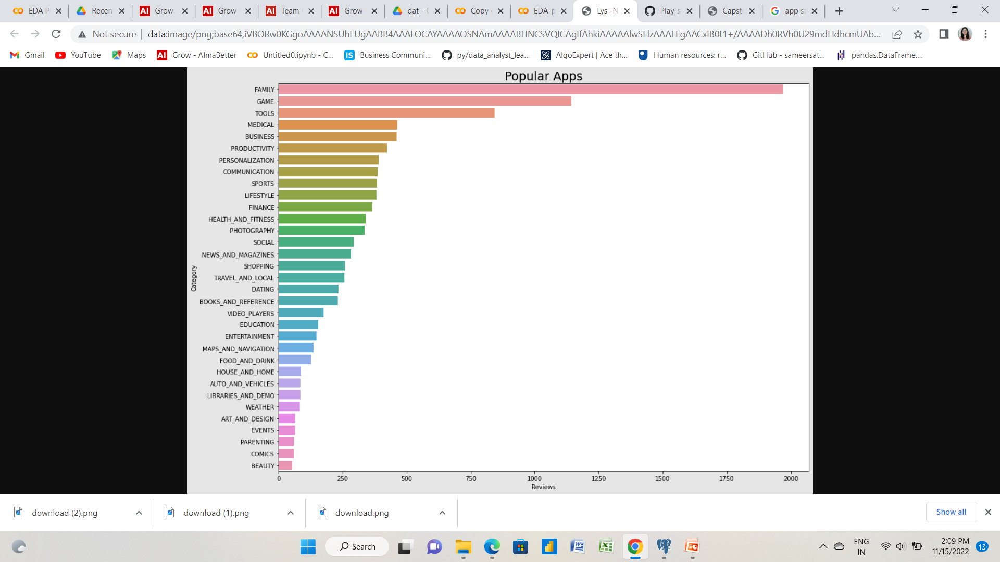 EDA P
Recen
Grow
Grow
Team
Grow
dat - 
Copy
EDA-p
Lys+N
Play-s
Capst
app st
Not secure
data:image/png;base64,iVBORw0KGgoAAAANSUhEUgAABB4AAALOCAYAAAAOSNAmAAAABHNCSVQICAgIfAhkiAAAAAlwSFlzAAALEgAACxIB0t1+/AAAADh0RVh0U29mdHdhcmUAb...
Gmail
YouTube
Maps
AI Grow - AlmaBetter
Untitled0.ipynb - C...
IS Business Communi...
py/data_analyst_lea...
AlgoExpert | Ace th...
Human resources: r...
GitHub - sameersat...
pandas.DataFrame....
Popular Apps
FAMILY
GAME
TOOLS
MEDICAL
BUSINESS
PRODUCTIVITY
PERSONALIZATION
COMMUNICATION
SPORTS
LIFESTYLE
FINANCE
HEALTH_AND_FITNESS
PHOTOGRAPHY
SOCIAL
NEWS_AND_MAGAZINES
SHOPPING
TRAVEL_AND_LOCAL
DATING
BOOKS_AND_REFERENCE
VIDEO_PLAYERS
EDUCATION
ENTERTAINMENT
MAPS_AND_NAVIGATION
FOOD_AND_DRINK
HOUSE_AND_HOME
AUTO_AND_VEHICLES
LIBRARIES_AND_DEMO
WEATHER
ART_AND_DESIGN
EVENTS
PARENTING
COMICS
BEAUTY
Category
0 250 500 750 1000 1250 1500 1750 2000
Reviews
download (2).png
download (1).png
download.png
Show all
Search
ENG
IN
2:09 PM
11/15/2022
13